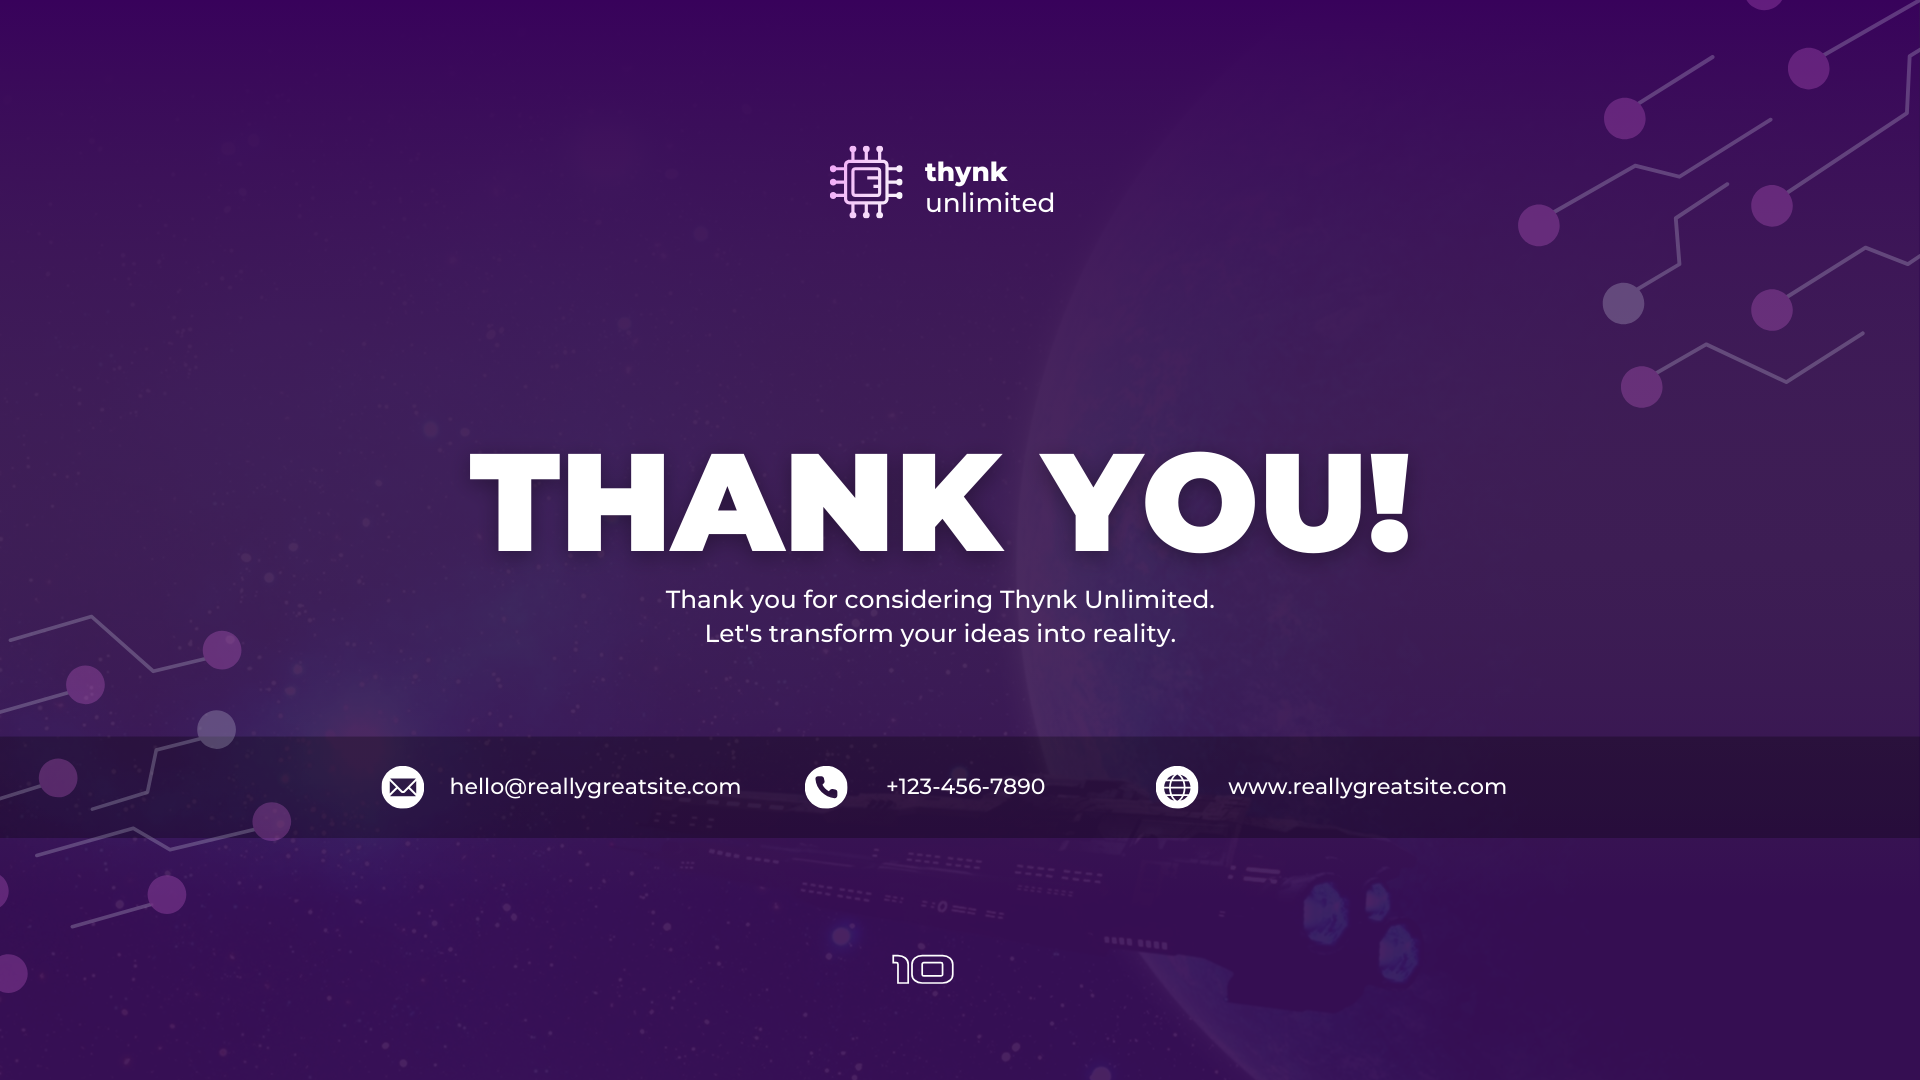 thynk
unlimited
THANK YOU!
Thank you for considering Thynk Unlimited.
Let's transform your ideas into reality.
hello@reallygreatsite.com
+123-456-7890
www.reallygreatsite.com
10